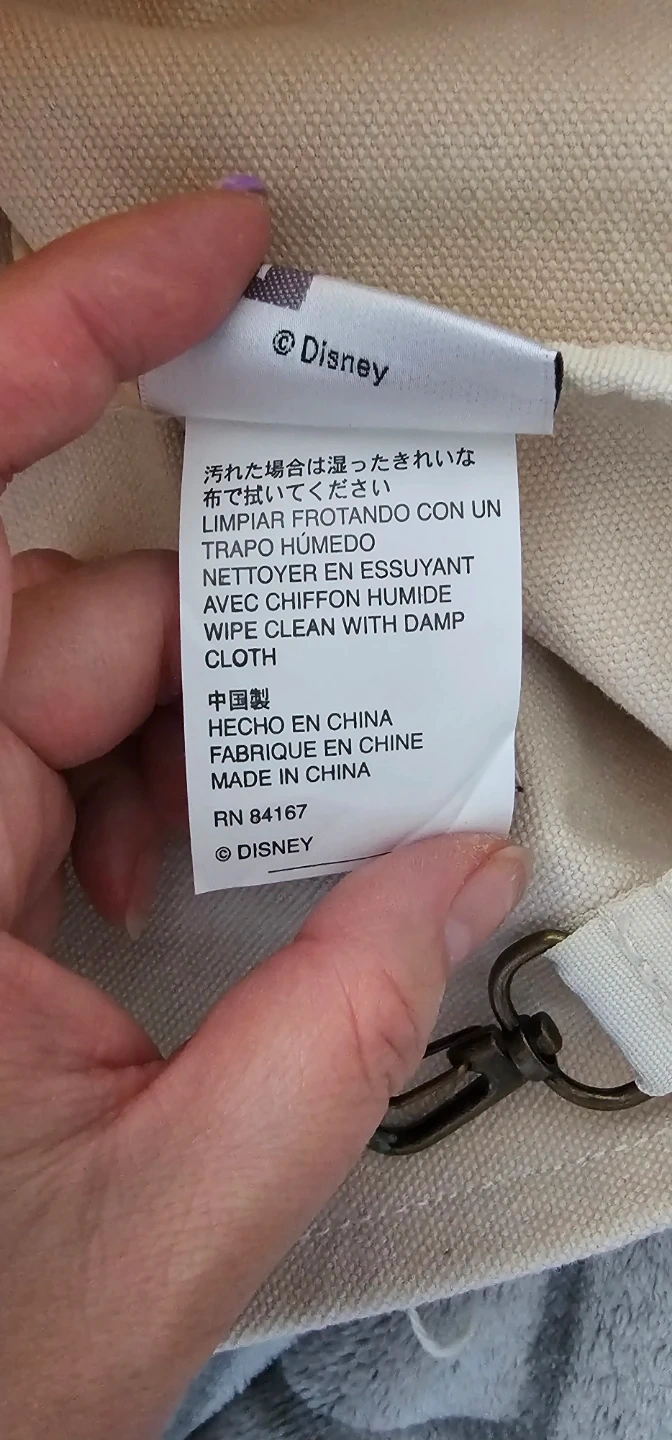 © Disney
汚れた場合は湿ったきれいな
布で拭いてください
LIMPIAR FROTANDO CON UN
TRAPO HÚMEDO
NETTOYER EN ESSUYANT
AVEC CHIFFON HUMIDE
WIPE CLEAN WITH DAMP
CLOTH
中国製
HECHO EN CHINA
FABRIQUE EN CHINE
MADE IN CHINA
RN 84167
© DISNEY